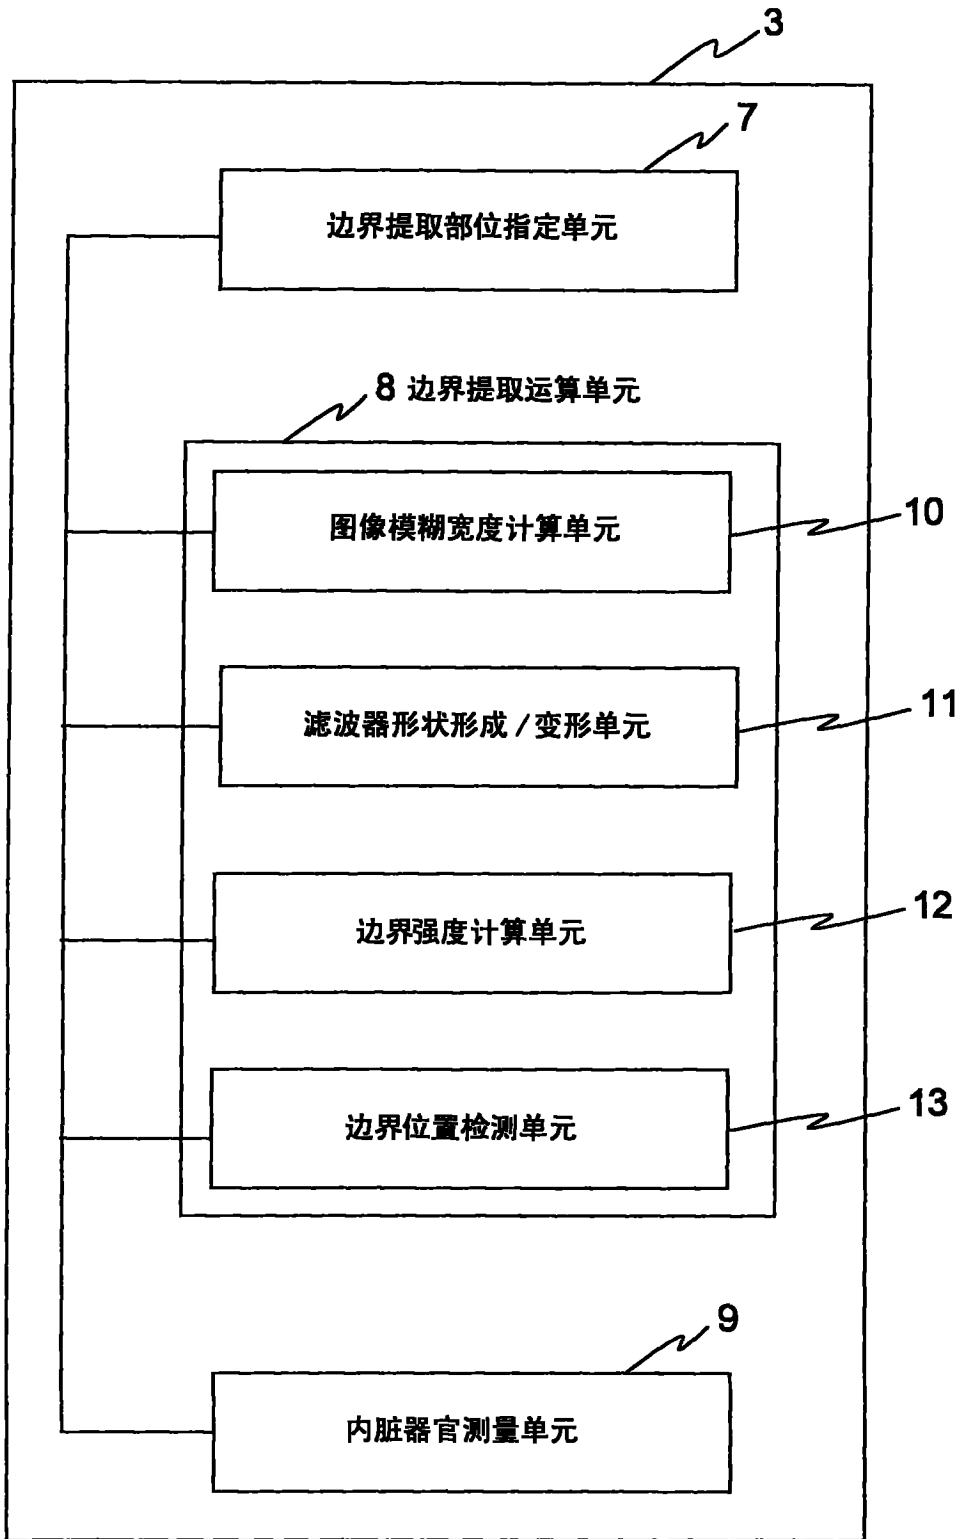 3
7
边界提取部位指定单元
8 边界提取运算单元
图像模糊宽度计算单元
10
滤波器形状形成/变形单元
11
边界强度计算单元
12
边界位置检测单元
13
9
内脏器官测量单元